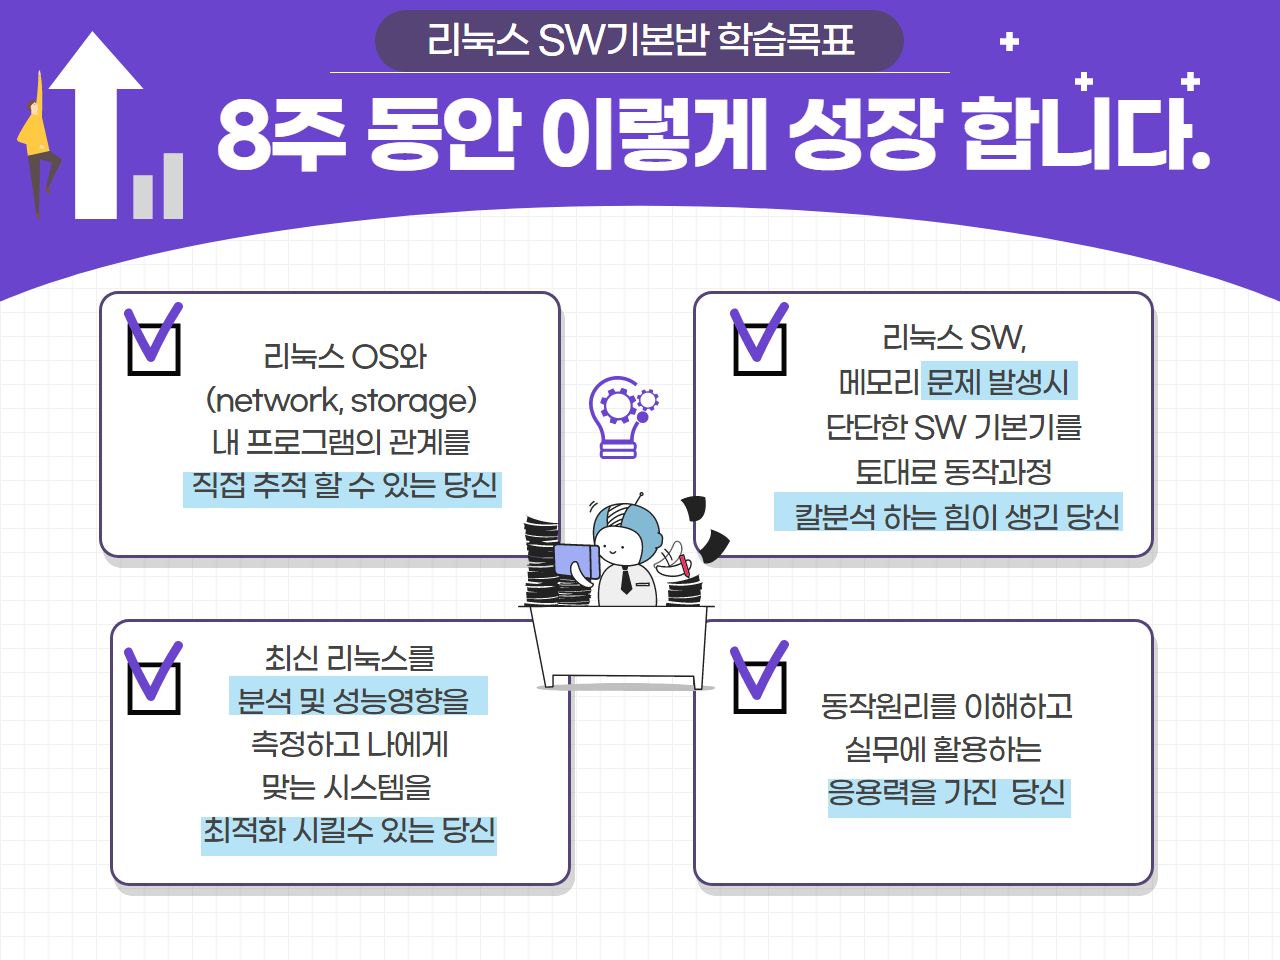 리눅스 SW기본반 학습목표
8주 동안 이렇게 성장 합니다.
리눅스 OS와
(network, storage)
내 프로그램의 관계를
직접 추적 할 수 있는 당신
리눅스 SW,
메모리 문제 발생시
단단한 SW 기본기를
토대로 동작과정
칼분석 하는 힘이 생긴 당신
최신 리눅스를
분석 및 성능영향을
측정하고 나에게
맞는 시스템을
최적화 시킬수 있는 당신
동작원리를 이해하고
실무에 활용하는
응용력을 가진 당신